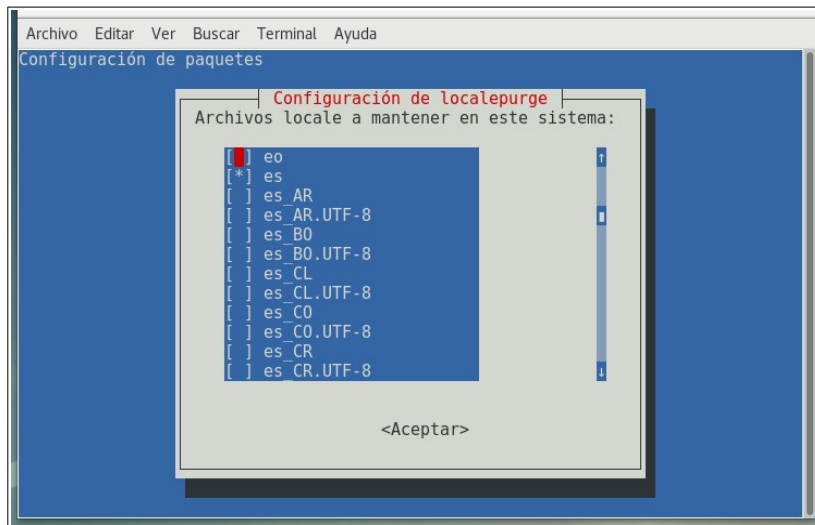 Archivo Editar Ver Buscar Terminal Ayuda
Configuración de paquetes
Configuración de localepurge
Archivos locale a mantener en este sistema:
[ ] eo
[*] es
[ ] es_AR
[ ] es_AR.UTF-8
[ ] es_BO
[ ] es_BO.UTF-8
[ ] es_CL
[ ] es_CL.UTF-8
[ ] es_CO
[ ] es_CO.UTF-8
[ ] es_CR
[ ] es_CR.UTF-8
<Aceptar>